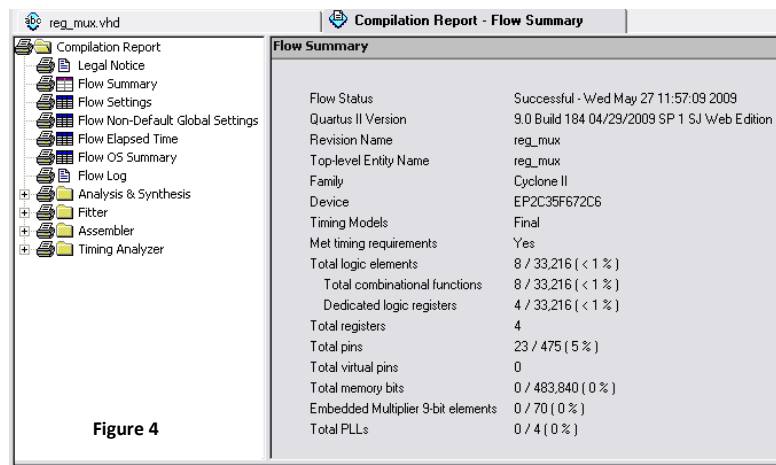 abc reg_mux.vhd
Compilation Report - Flow Summary
Compilation Report
Legal Notice
Flow Summary
Flow Settings
Flow Non-Default Global Settings
Flow Elapsed Time
Flow OS Summary
Flow Log
Analysis & Synthesis
Fitter
Assembler
Timing Analyzer
Figure 4
Flow Summary
Flow Status Successful - Wed May 27 11:57:09 2009
Quartus II Version 9.0 Build 184 04/29/2009 SP 1 SJ Web Edition
Revision Name reg_mux
Top-level Entity Name reg_mux
Family Cyclone II
Device EP2C35F672C6
Timing Models Final
Met timing requirements Yes
Total logic elements 8 / 33,216 ( < 1 % )
Total combinational functions 8 / 33,216 ( < 1 % )
Dedicated logic registers 4 / 33,216 ( < 1 % )
Total registers 4
Total pins 23 / 475 ( 5 % )
Total virtual pins 0
Total memory bits 0 / 483,840 ( 0 % )
Embedded Multiplier 9-bit elements 0 / 70 ( 0 % )
Total PLLs 0 / 4 ( 0 % )